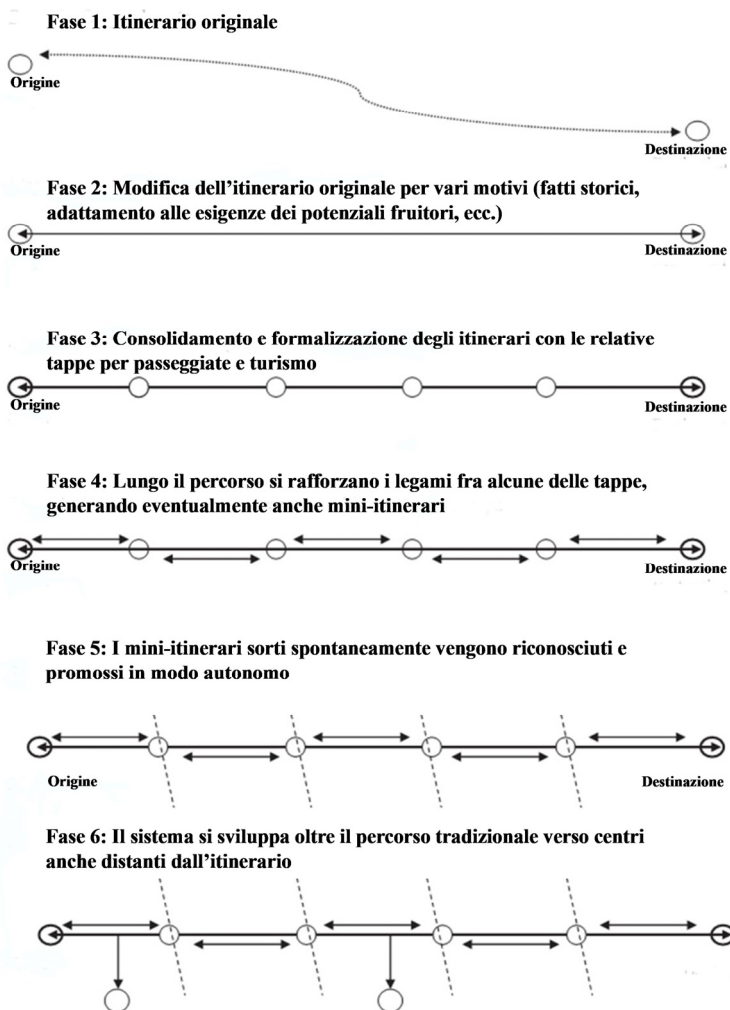 Fase 1: Itinerario originale
Origine
Destinazione
Fase 2: Modifica dell'itinerario originale per vari motivi (fatti storici,
adattamento alle esigenze dei potenziali fruitori, ecc.)
Origine
Destinazione
Fase 3: Consolidamento e formalizzazione degli itinerari con le relative
tappe per passeggiate e turismo
Origine
Destinazione
Fase 4: Lungo il percorso si rafforzano i legami fra alcune delle tappe,
generando eventualmente anche mini-itinerari
Origine
Destinazione
Fase 5: I mini-itinerari sorti spontaneamente vengono riconosciuti e
promossi in modo autonomo
Origine
Destinazione
Fase 6: Il sistema si sviluppa oltre il percorso tradizionale verso centri
anche distanti dall'itinerario